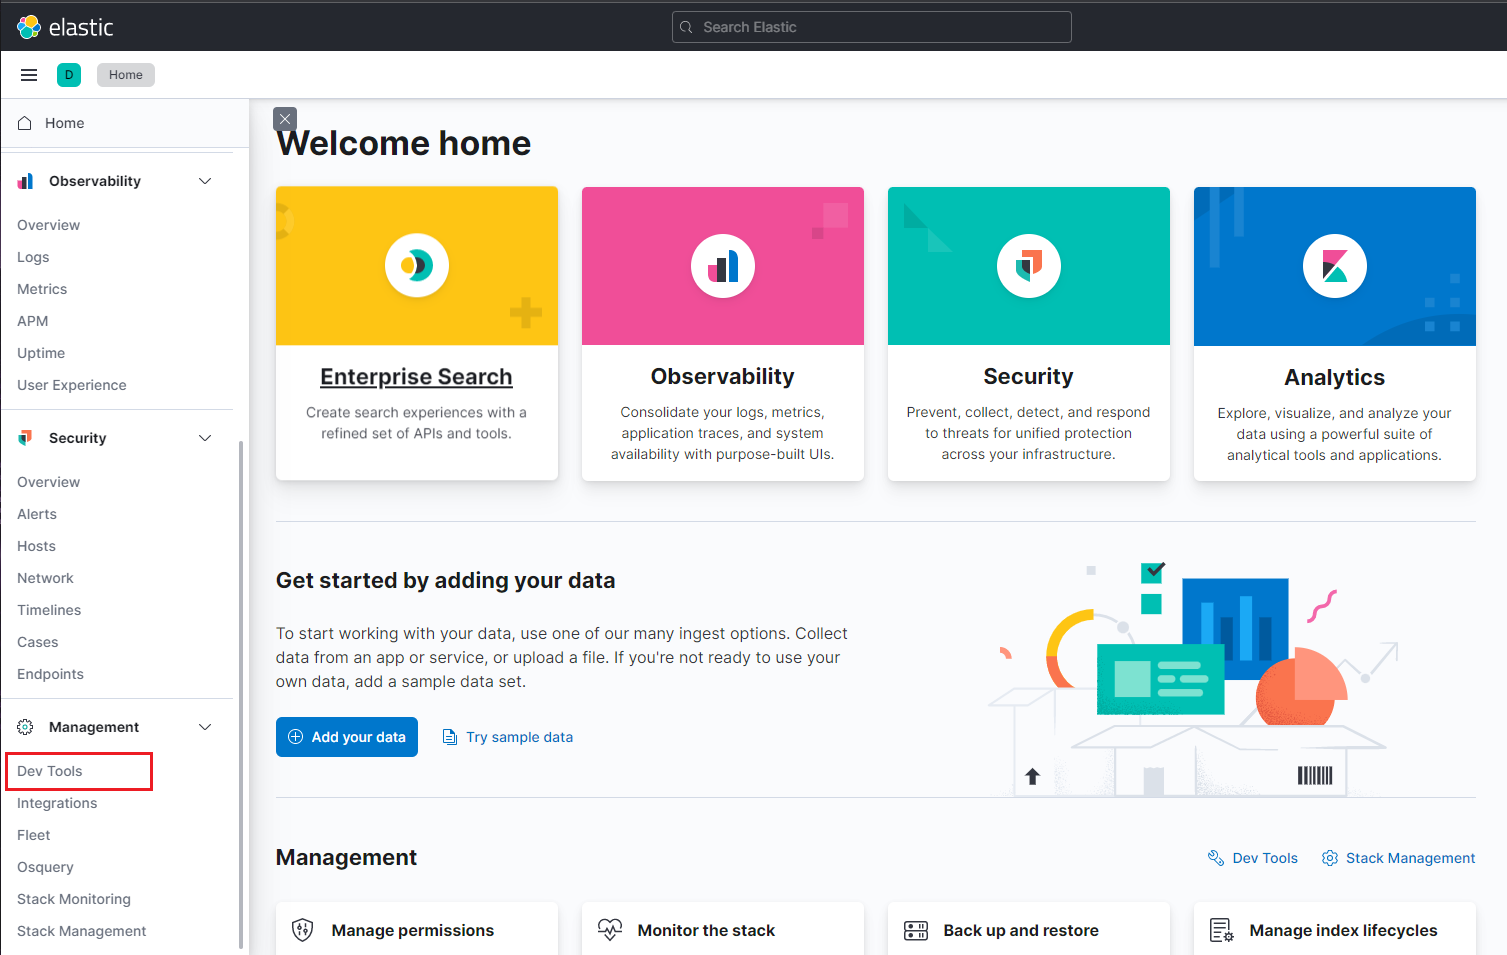 elastic
Search Elastic
D
Home
Home
Observability
Overview
Logs
Metrics
APM
Uptime
User Experience
Security
Overview
Alerts
Hosts
Network
Timelines
Cases
Endpoints
Management
Dev Tools
Integrations
Fleet
Osquery
Stack Monitoring
Stack Management
Welcome home
Enterprise Search
Create search experiences with a
refined set of APIs and tools.
Observability
Consolidate your logs, metrics,
application traces, and system
availability with purpose-built UIs.
Security
Prevent, collect, detect, and respond
to threats for unified protection
across your infrastructure.
Analytics
Explore, visualize, and analyze your
data using a powerful suite of
analytical tools and applications.
Get started by adding your data
To start working with your data, use one of our many ingest options. Collect
data from an app or service, or upload a file. If you're not ready to use your
own data, add a sample data set.
Add your data
Try sample data
Management
Dev Tools
Stack Management
Manage permissions
Monitor the stack
Back up and restore
Manage index lifecycles